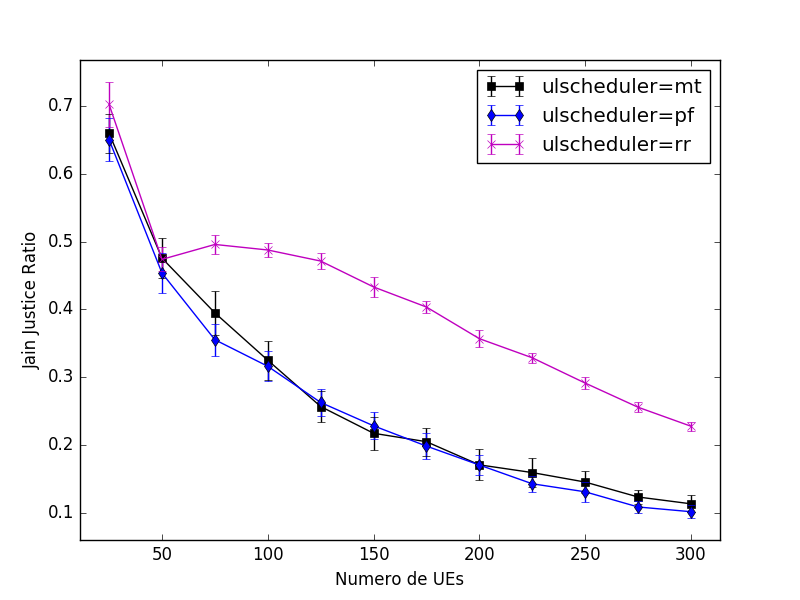 ulscheduler=mt
ulscheduler=pf
ulscheduler=rr
Jain Justice Ratio
0.7
0.6
0.5
0.4
0.3
0.2
0.1
50 100 150 200 250 300
Numero de UEs